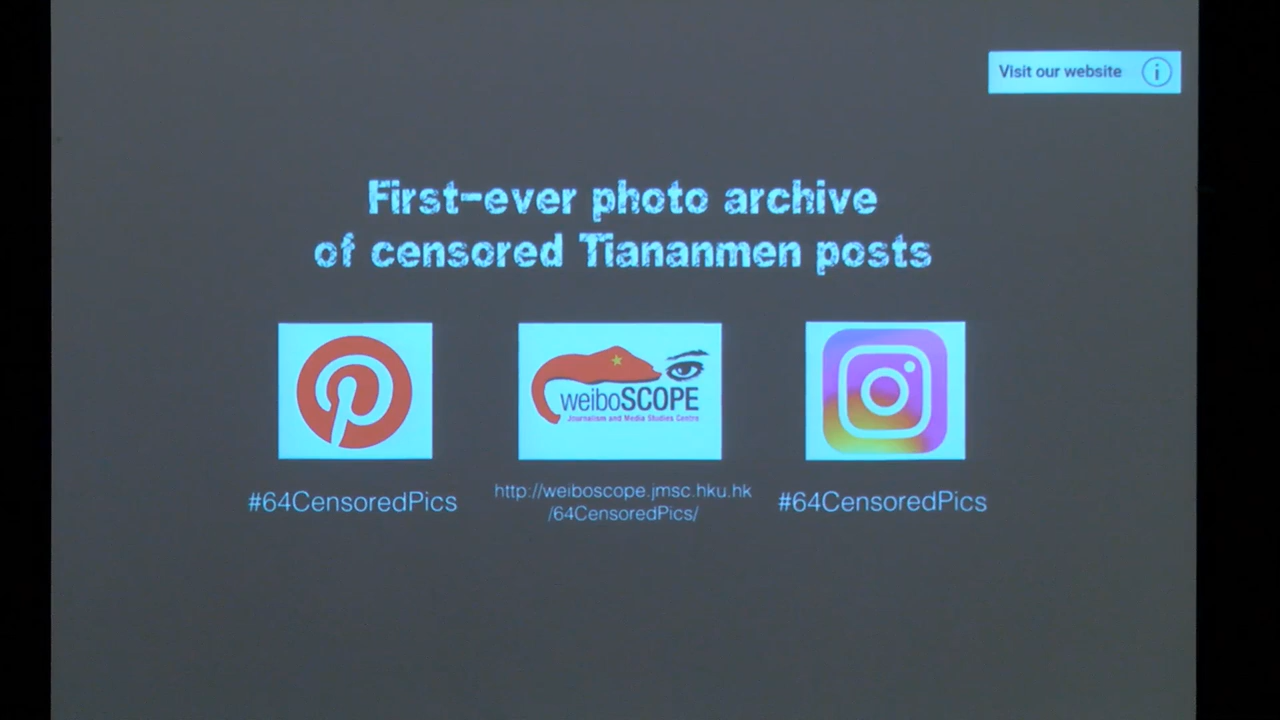 Visit our website
First-ever photo archive
of censored Tiananmen posts
weiboSCOPE
Journalism and Media Studies Centre
#64CensoredPics
http://weiboscope.jmsc.hku.hk
/64CensoredPics/
#64CensoredPics